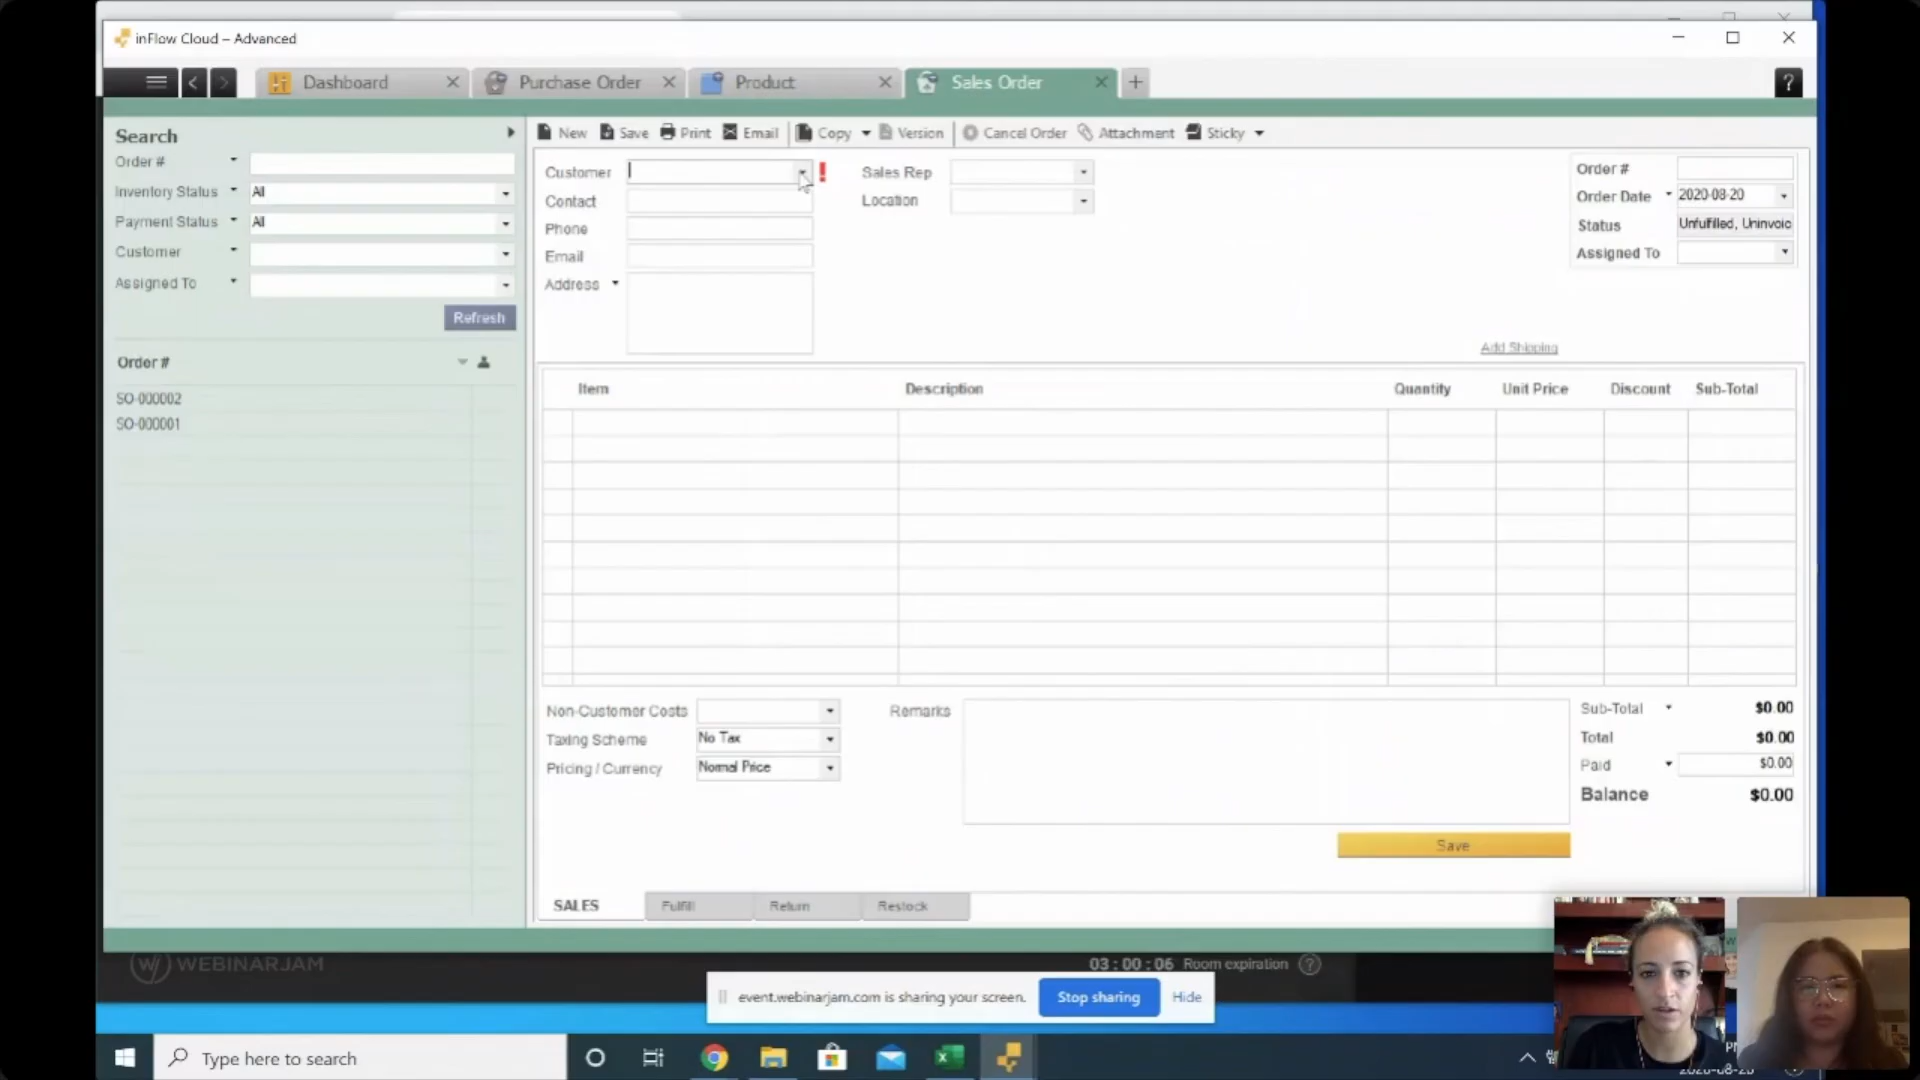 inFlow Cloud – Advanced
Dashboard
Purchase Order
Product
Sales Order
?
Search
Order #
Inventory Status All
Payment Status All
Customer
Assigned To
Refresh
Order #
SO-000002
SO-000001
New Save Print Email Copy Version Cancel Order Attachment Sticky
Customer ! Sales Rep
Contact Location
Phone
Email
Address
Order #
Order Date 2020-08-20
Status Unfulfilled, Uninvoic
Assigned To
Add Shipping
Item Description Quantity Unit Price Discount Sub-Total
Non-Customer Costs Remarks
Taxing Scheme No Tax
Pricing / Currency Normal Price
Sub-Total $0.00
Total $0.00
Paid $0.00
Balance $0.00
Save
SALES Fulfill Return Restock
WEBINARJAM
03:00:06 Room expiration ?
event.webinarjam.com is sharing your screen. Stop sharing Hide
Type here to search